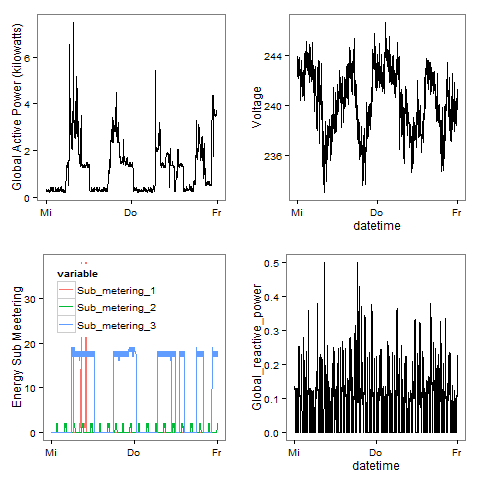 Global Active Power (kilowatts)
6
4
2
0
Mi
Do
Fr
Voltage
244
240
236
Mi
Do
Fr
datetime
Energy Sub Meetering
30
20
10
0
variable
Sub_metering_1
Sub_metering_2
Sub_metering_3
Mi
Do
Fr
Global_reactive_power
0.5
0.4
0.3
0.2
0.1
0.0
Mi
Do
Fr
datetime